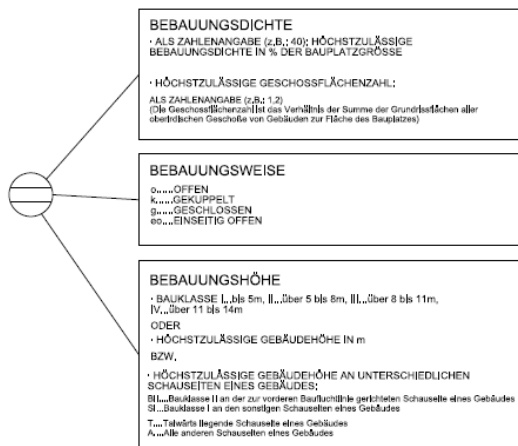 BEBAUUNGSDICHTE
· ALS ZAHLENANGABE (z.B.: 40): HÖCHSTZULÄSSIGE
BEBAUUNGSDICHTE IN % DER BAUPLATZGRÖSSE
· HÖCHSTZULÄSSIGE GESCHOSSFLÄCHENZAHL:
ALS ZAHLENANGABE (z.B.: 1,2)
(Die Geschossflächenzahl ist das Verhältnis der Summe der Grundrissflächen aller
oberirdischen Geschoße von Gebäuden zur Fläche des Bauplatzes)
BEBAUUNGSWEISE
o.....OFFEN
k.....GEKUPPELT
g.....GESCHLOSSEN
eo....EINSEITIG OFFEN
BEBAUUNGSHÖHE
· BAUKLASSE I...bis 5m, II...über 5 bis 8m, III...über 8 bis 11m,
IV...über 11 bis 14m
ODER
· HÖCHSTZULÄSSIGE GEBÄUDEHÖHE IN m
BZW.
· HÖCHSTZULÄSSIGE GEBÄUDEHÖHE AN UNTERSCHIEDLICHEN
SCHAUSEITEN EINES GEBÄUDES:
BII....Bauklasse II an der zur vorderen Baufluchtlinie gerichteten Schauseite eines Gebäudes
SI....Bauklasse I an den sonstigen Schauseiten eines Gebäudes
T....Talwärts liegende Schauseite eines Gebäudes
A....Alle anderen Schauseiten eines Gebäudes